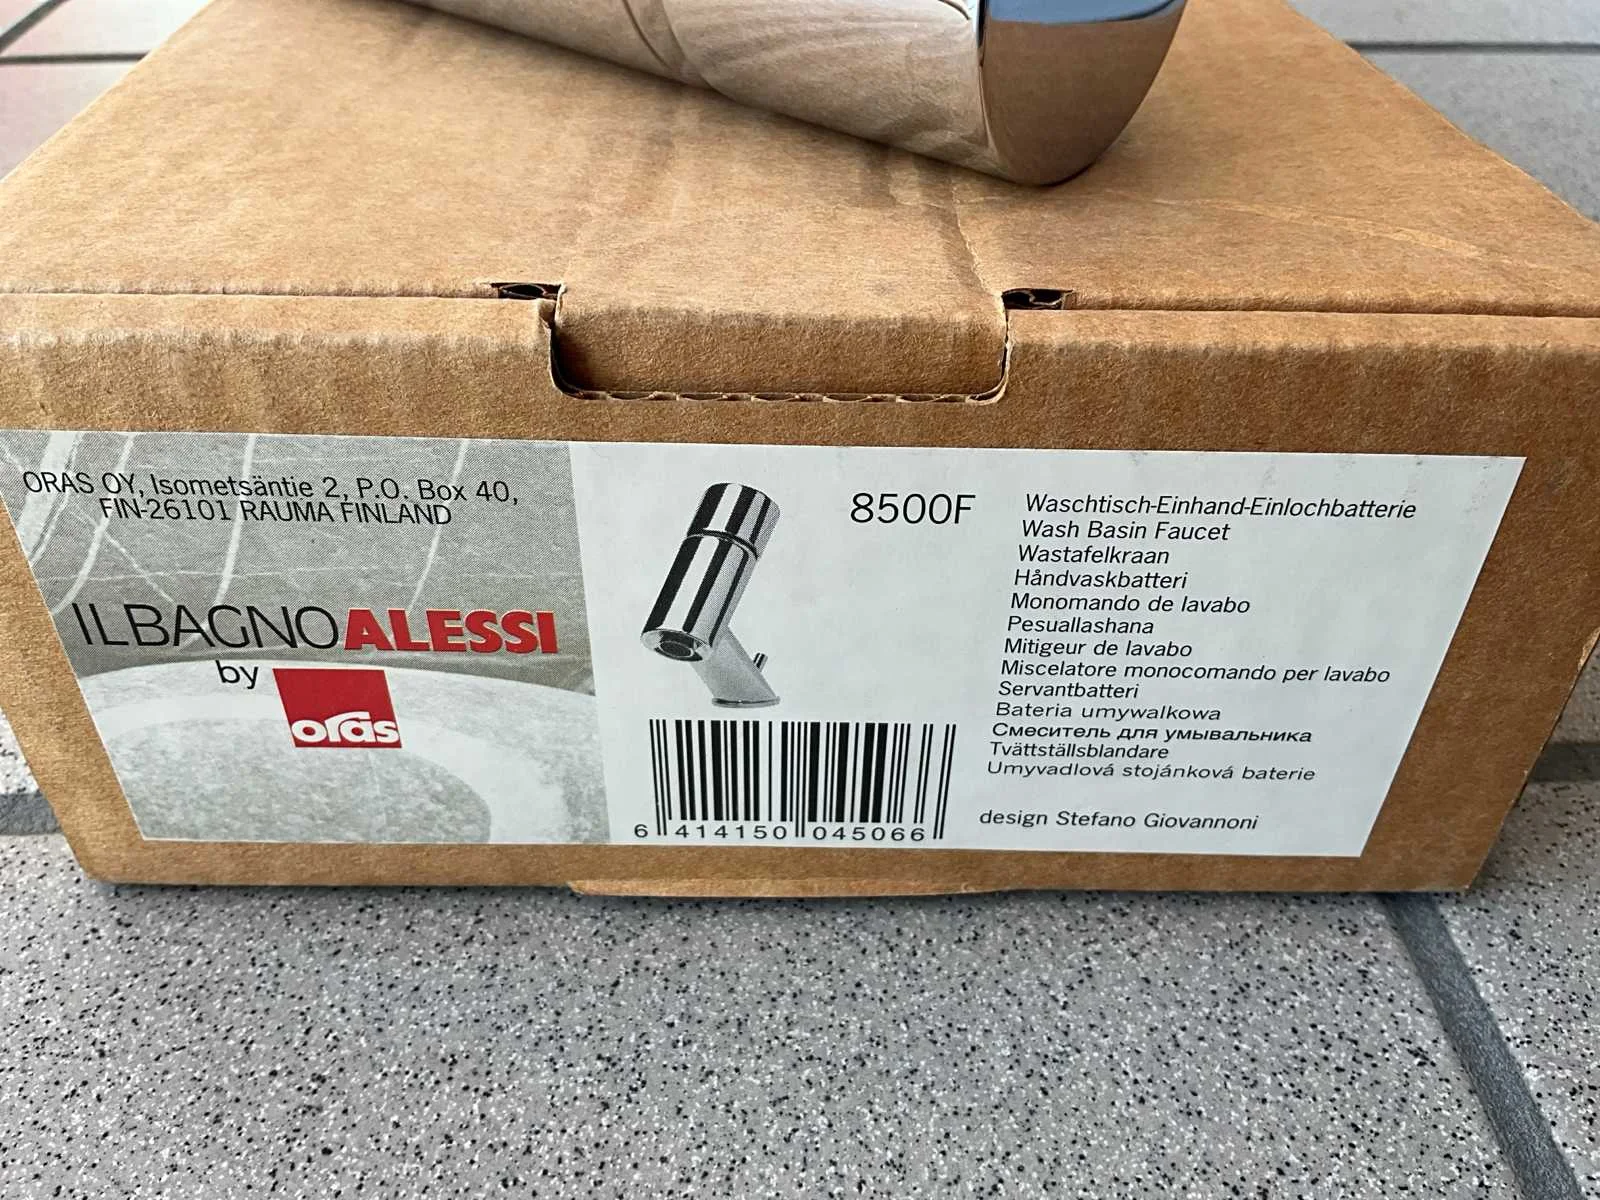 ORAS OY, Isometsäntie 2, P.O. Box 40,
FIN-26101 RAUMA FINLAND
ILBAGNOALESSI
by
oras
8500F
Waschtisch-Einhand-Einlochbatterie
Wash Basin Faucet
Wastafelkraan
Håndvaskbatteri
Monomando de lavabo
Pesuallashana
Mitigeur de lavabo
Miscelatore monocomando per lavabo
Servantbatteri
Bateria umywalkowa
Смеситель для умывальника
Tvättställsblandare
Umyvadlová stojánková baterie
6 414150 045066
design Stefano Giovannoni